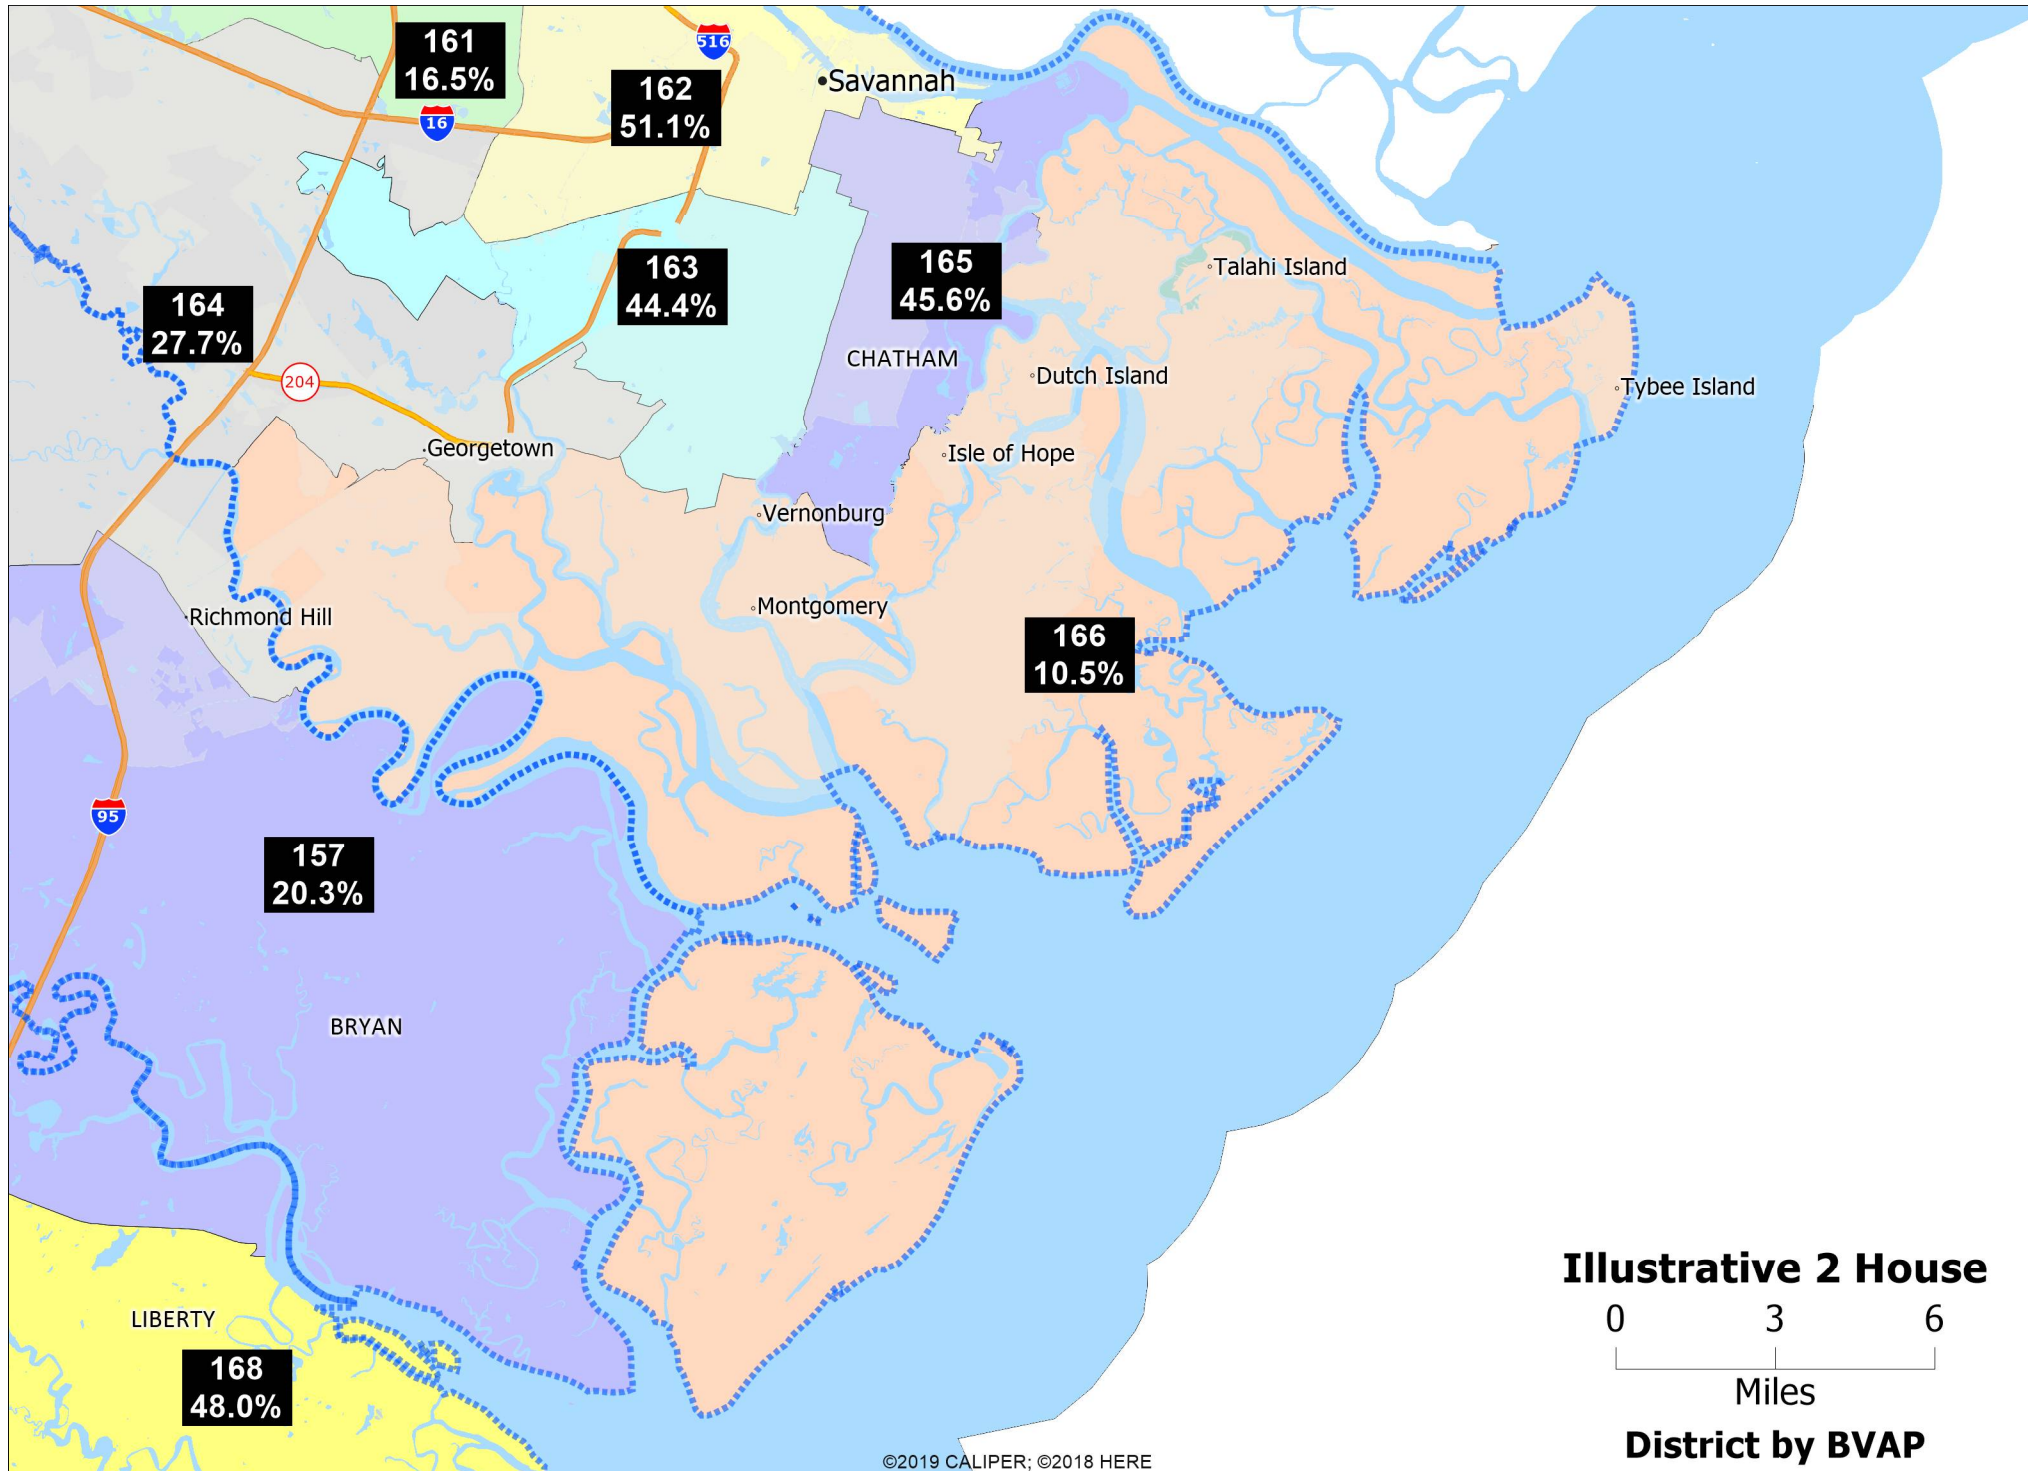 161
16.5%
516
162
51.1%
Savannah
16
163
44.4%
165
45.6%
Talahi Island
164
27.7%
CHATHAM
204
Dutch Island
Tybee Island
Georgetown
Isle of Hope
Vernonburg
Richmond Hill
Montgomery
166
10.5%
95
157
20.3%
BRYAN
LIBERTY
168
48.0%
Illustrative 2 House
0 3 6
Miles
District by BVAP
©2019 CALIPER; ©2018 HERE